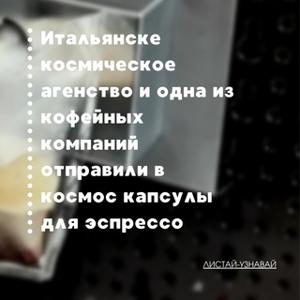 Итальянске
космическое
агенство и одна из
кофейных
компаний
отправили в
космос капсулы
для эспрессо
ЛИСТАЙ-УЗНАВАЙ